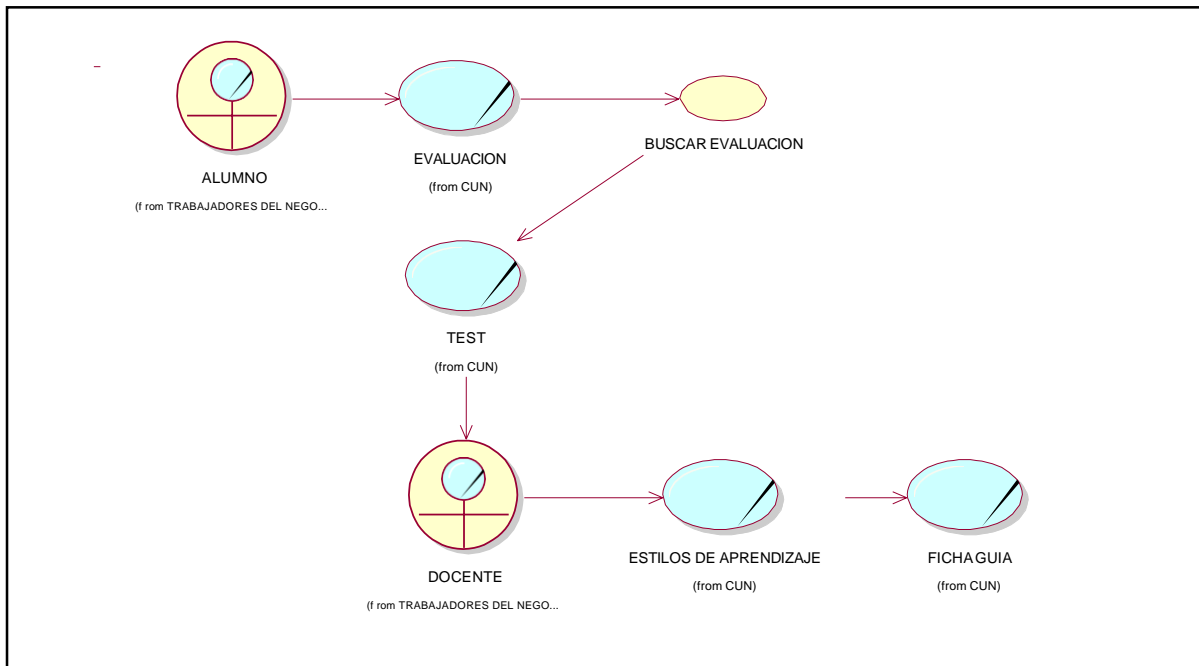 ALUMNO
(f rom TRABAJADORES DEL NEGO...
EVALUACION
(from CUN)
BUSCAR EVALUACION
TEST
(from CUN)
DOCENTE
(f rom TRABAJADORES DEL NEGO...
ESTILOS DE APRENDIZAJE
(from CUN)
FICHA GUIA
(from CUN)